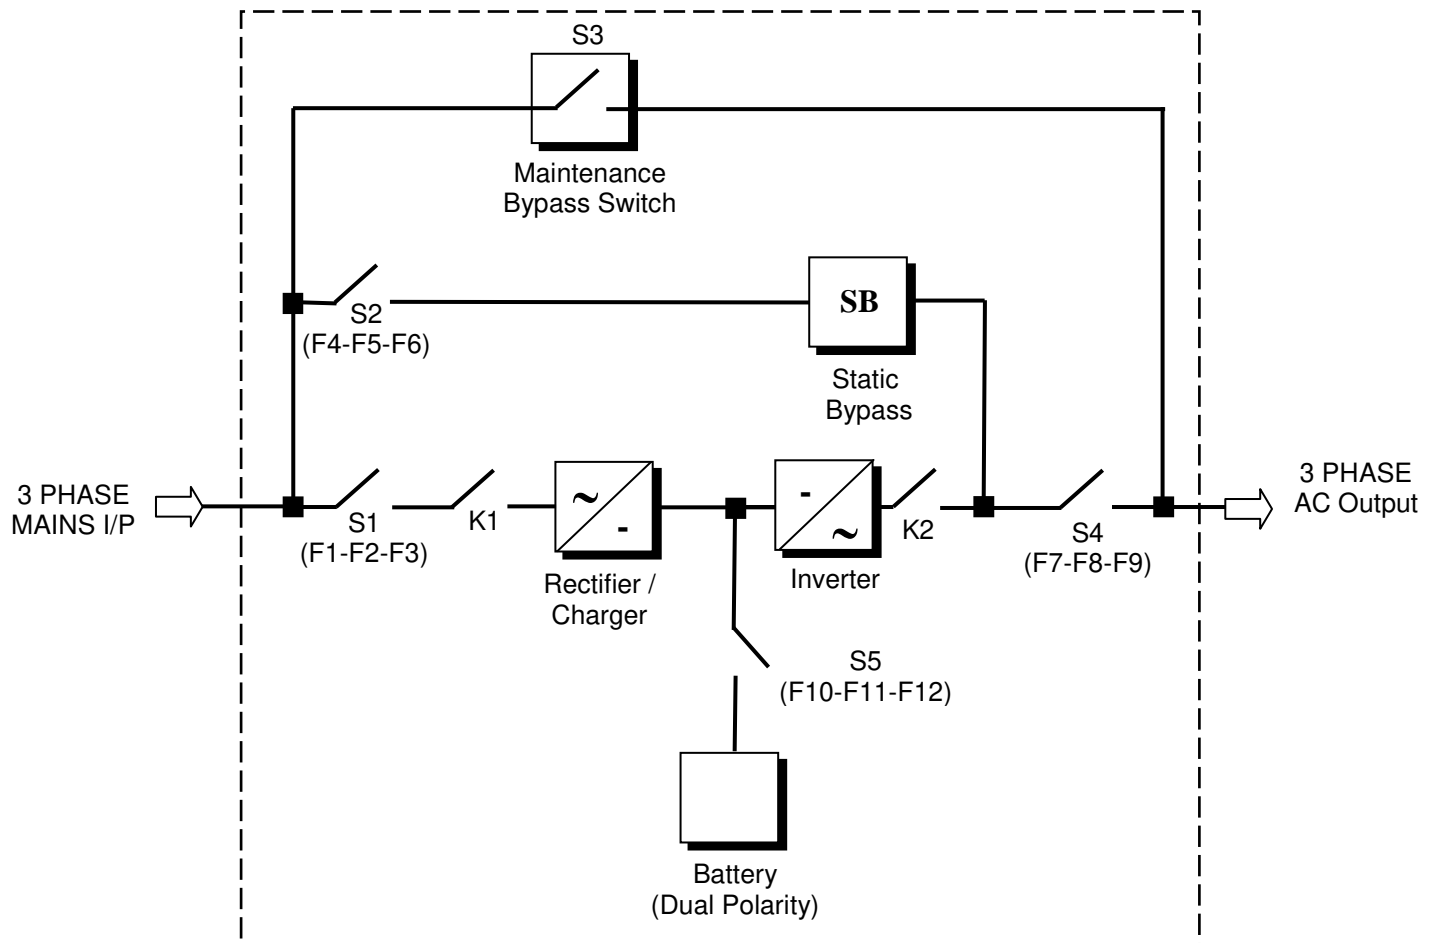 S3
Maintenance
Bypass Switch
S2
(F4-F5-F6)
SB
Static
Bypass
3 PHASE
MAINS I/P
S1
(F1-F2-F3)
K1
~
-
Rectifier /
Charger
-
~
Inverter
K2
S4
(F7-F8-F9)
3 PHASE
AC Output
S5
(F10-F11-F12)
Battery
(Dual Polarity)